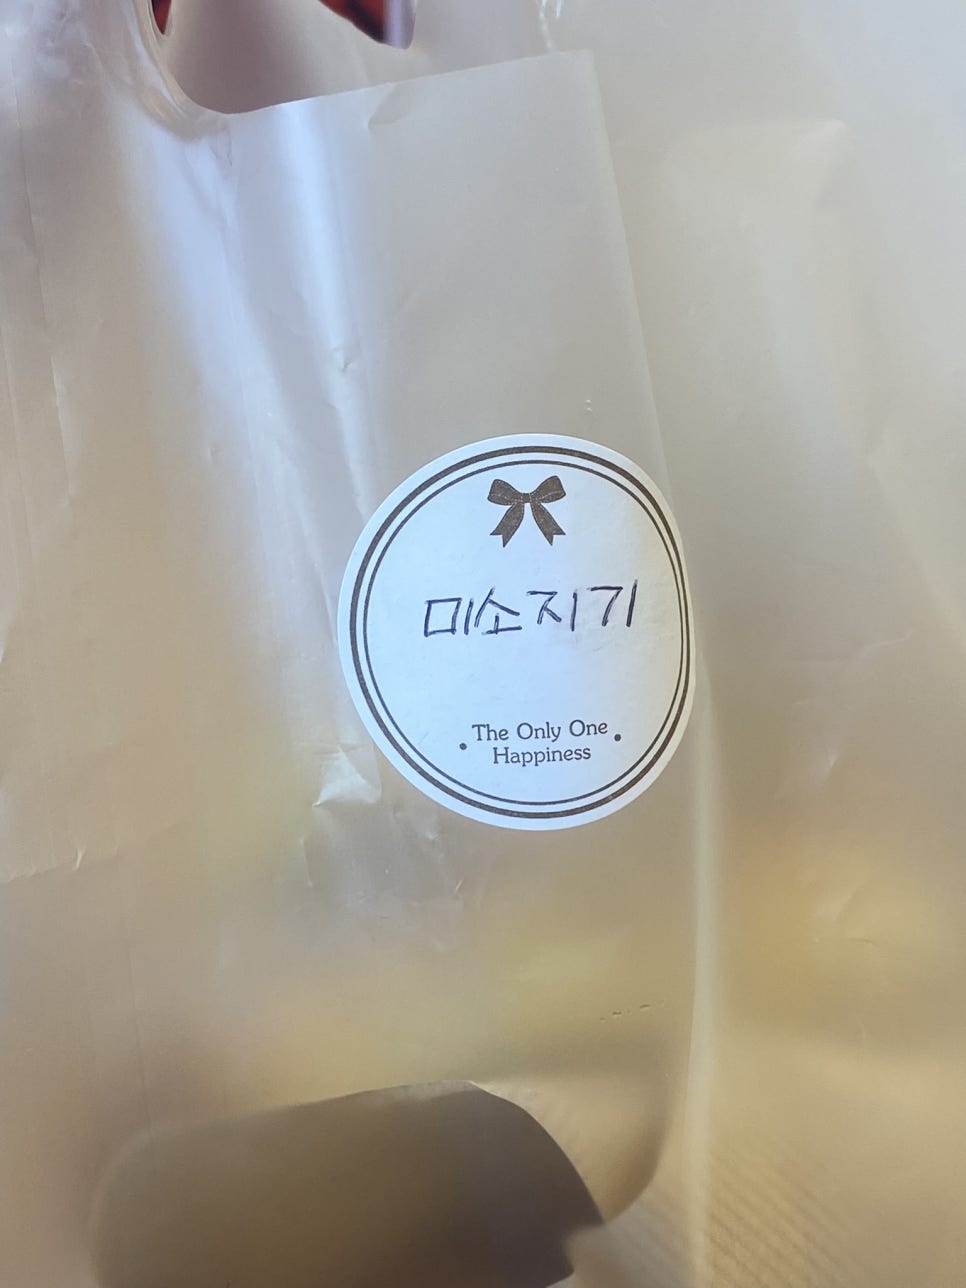 미소지기
The Only One
Happiness